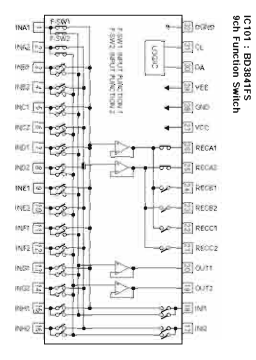 IC101 : BD3841FS
9ch Function Switch
F-SW1
F-SW2
F-SW1: INPUT FUNCTION 1
F-SW2: INPUT FUNCTION 2
LOGIC
INA1
INA2
INB1
INB2
INC1
INC2
IND1
IND2
INE1
INE2
INF1
INF2
ING1
ING2
INH1
INH2
DGND
CL
DA
VEE
GND
VCC
RECA1
RECA2
RECB1
RECB2
RECC1
RECC2
OUT1
OUT2
INI1
INI2